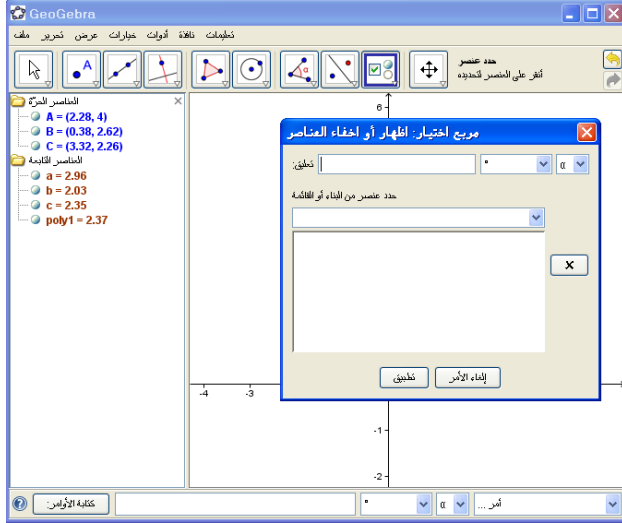 GeoGebra
ملف تحرير عرض خيارات أدوات نافذة تعليمات
حدد عنصر
أنقر على العنصر لتحديده
العناصر الحرّة
A = (2.28, 4)
B = (0.38, 2.62)
C = (3.32, 2.26)
العناصر التابعة
a = 2.96
b = 2.03
c = 2.35
poly1 = 2.37
6
مربع اختيار: اظهار أو اخفاء العناصر
تعليق:
α
حدد عنصر من البناء أو القائمة
x
تطبيق
إلغاء الأمر
-4
-3
-1
-2
كتابة الأوامر:
α
أمر ...